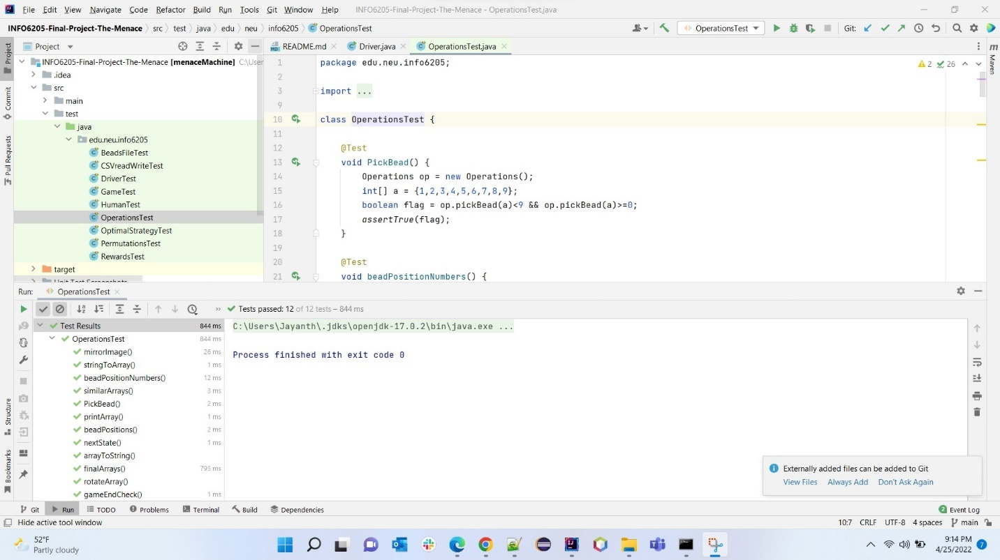 File Edit View Navigate Code Refactor Build Run Tools Git Window Help INFO6205-Final-Project-The-Menace - OperationsTest.java
INFO6205-Final-Project-The-Menace src test java edu neu info6205 OperationsTest OperationsTest Git:
Project README.md Driver.java OperationsTest.java
Project
Commit
Pull Requests
Structure
Bookmarks
Maven
INFO6205-Final-Project-The-Menace [menaceMachine] C:\User
.idea
src
main
test
java
edu.neu.info6205
BeadsFileTest
CSVreadWriteTest
DriverTest
GameTest
HumanTest
OperationsTest
OptimalStrategyTest
PermutationsTest
RewardsTest
target
Unit Test Screenshots
2 26
1 package edu.neu.info6205;
2
3 import ...
9
10 class OperationsTest {
11
12 @Test
13 void PickBead() {
14 Operations op = new Operations();
15 int[] a = {1,2,3,4,5,6,7,8,9};
16 boolean flag = op.pickBead(a)<9 && op.pickBead(a)>=0;
17 assertTrue(flag);
18 }
19
20 @Test
21 void beadPositionNumbers() {
Run: OperationsTest
» Tests passed: 12 of 12 tests – 844 ms
Test Results 844 ms
OperationsTest 844 ms
mirrorImage() 26 ms
stringToArray() 1 ms
beadPositionNumbers() 12 ms
similarArrays() 3 ms
PickBead() 2 ms
printArray() 1 ms
beadPositions() 2 ms
nextState() 1 ms
arrayToString()
finalArrays() 795 ms
rotateArray()
gameEndCheck() 1 ms
C:\Users\Jayanth\.jdks\openjdk-17.0.2\bin\java.exe ...
Process finished with exit code 0
Externally added files can be added to Git
View Files Always Add Don't Ask Again
Git Run TODO Problems Terminal Build Dependencies 2 Event Log
Hide active tool window 10:7 CRLF UTF-8 4 spaces main
52°F
Partly cloudy
9:14 PM
4/25/2022
7